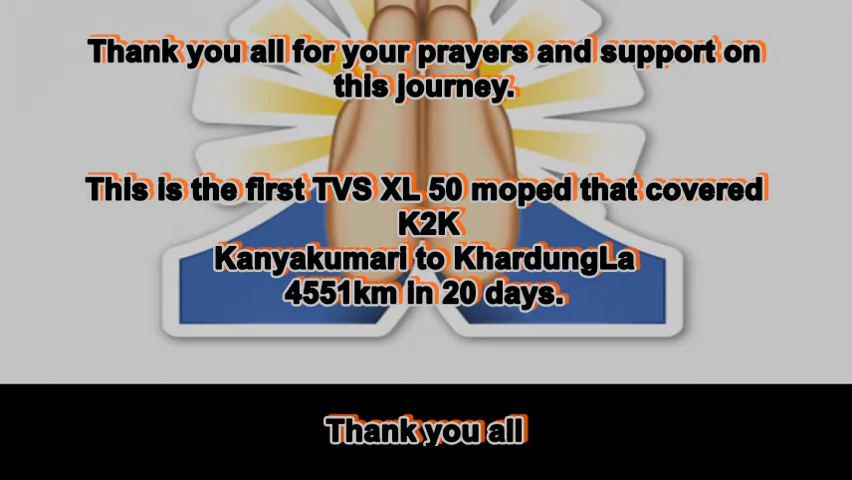 Thank you all for your prayers and support on
this journey.
This is the first TVS XL 50 moped that covered
K2K
Kanyakumari to KhardungLa
4551km in 20 days.
Thank you all